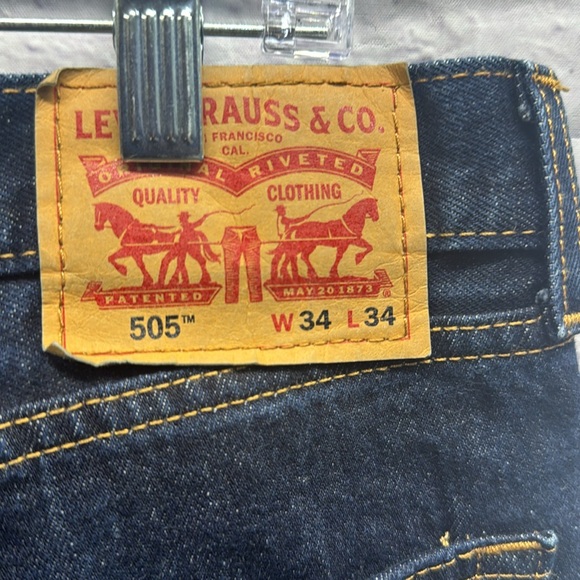 LEV RAUSS & CO.
FRANCISCO
CAL.
RIVETED
QUALITY CLOTHING
PATENTED MAY 20 1873 ®
505™ W 34 L 34